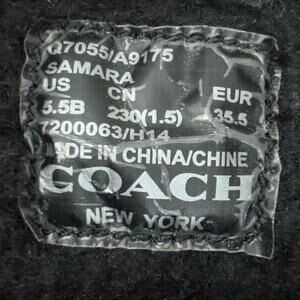 Q7055/A9175
SAMARA
US CN EUR
5.5B 230(1.5) 35.5
7200063/H14
MADE IN CHINA/CHINE
COACH
NEW YORK